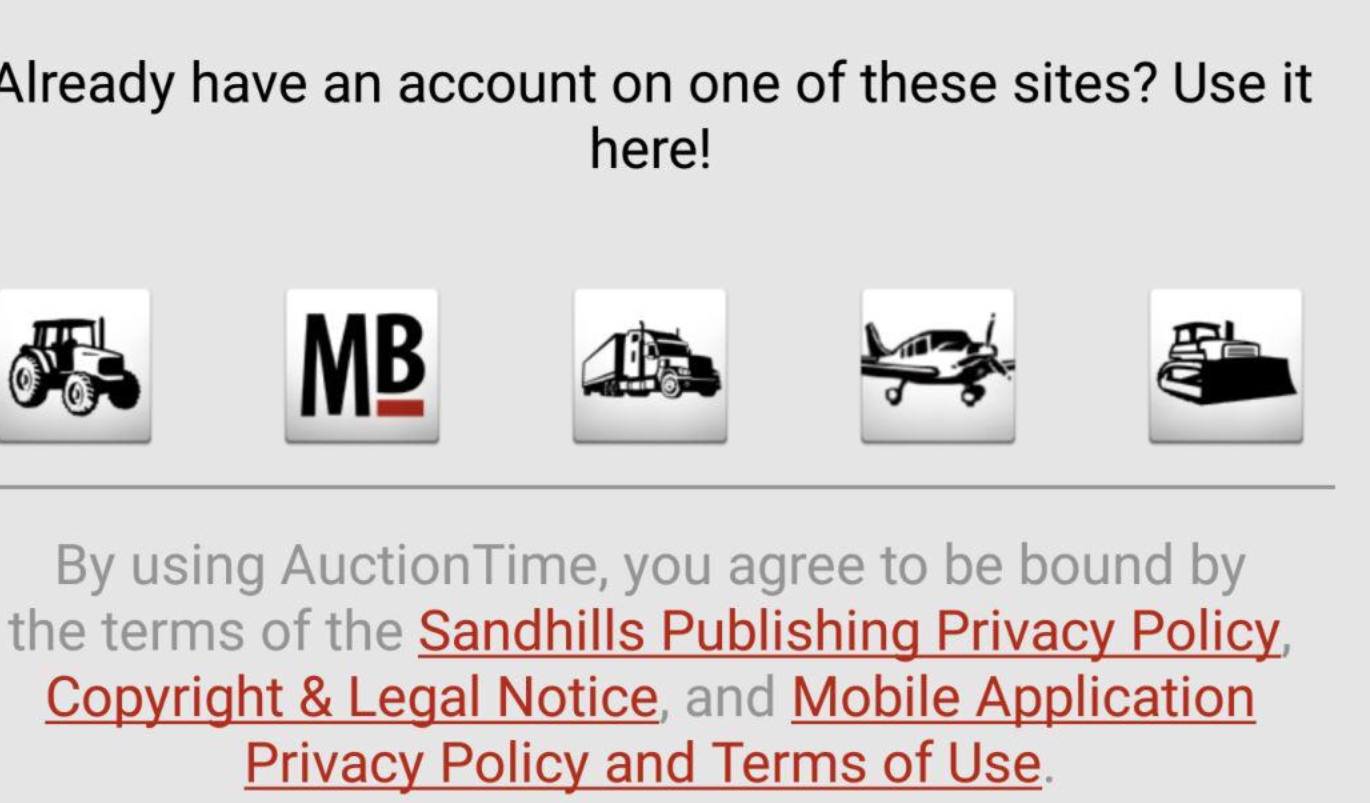 Already have an account on one of these sites? Use it
here!
MB
By using AuctionTime, you agree to be bound by
the terms of the Sandhills Publishing Privacy Policy,
Copyright & Legal Notice, and Mobile Application
Privacy Policy and Terms of Use.